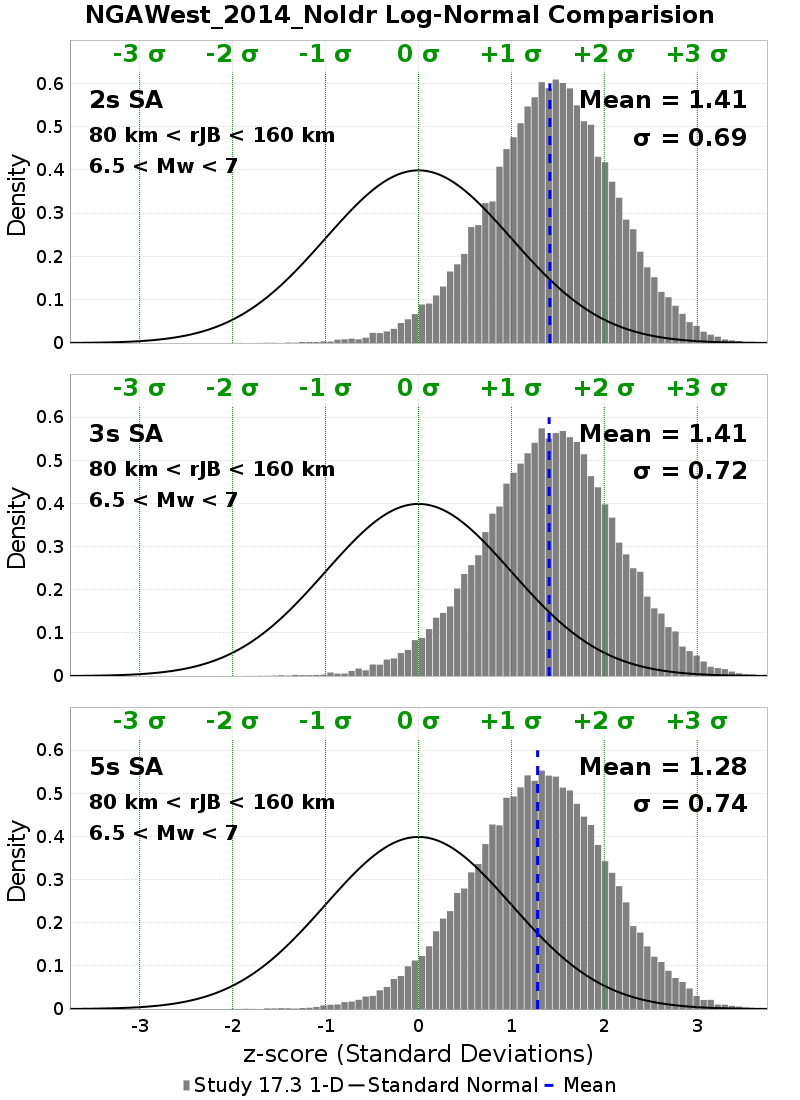 NGAWest_2014_NoIdr Log-Normal Comparision
-3 σ -2 σ -1 σ 0 σ +1 σ +2 σ +3 σ
2s SA
Mean = 1.41
80 km < rJB < 160 km
σ = 0.69
6.5 < Mw < 7
0.6
0.5
0.4
0.3
0.2
0.1
0
Density
-3 σ -2 σ -1 σ 0 σ +1 σ +2 σ +3 σ
3s SA
Mean = 1.41
80 km < rJB < 160 km
σ = 0.72
6.5 < Mw < 7
0.6
0.5
0.4
0.3
0.2
0.1
0
Density
-3 σ -2 σ -1 σ 0 σ +1 σ +2 σ +3 σ
5s SA
Mean = 1.28
80 km < rJB < 160 km
σ = 0.74
6.5 < Mw < 7
0.6
0.5
0.4
0.3
0.2
0.1
0
Density
-3 -2 -1 0 1 2 3
z-score (Standard Deviations)
Study 17.3 1-D Standard Normal Mean